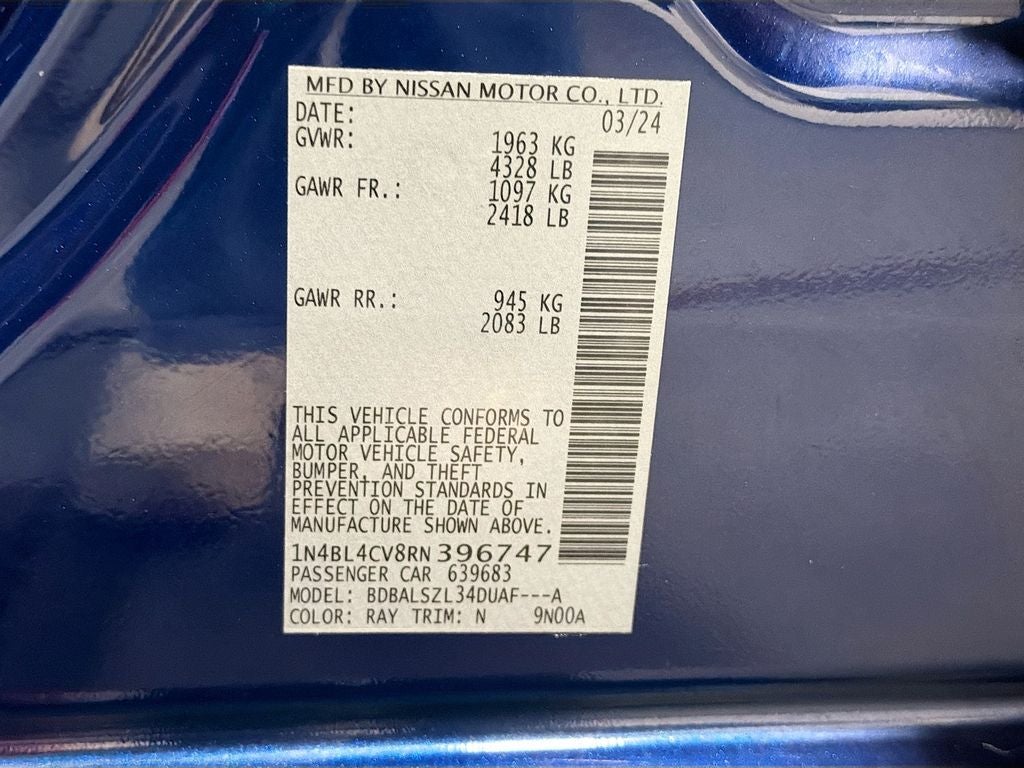 MFD BY NISSAN MOTOR CO., LTD.
DATE: 03/24
GVWR: 1963 KG
4328 LB
GAWR FR.: 1097 KG
2418 LB
GAWR RR.: 945 KG
2083 LB
THIS VEHICLE CONFORMS TO
ALL APPLICABLE FEDERAL
MOTOR VEHICLE SAFETY,
BUMPER, AND THEFT
PREVENTION STANDARDS IN
EFFECT ON THE DATE OF
MANUFACTURE SHOWN ABOVE.
1N4BL4CV8RN396747
PASSENGER CAR 639683
MODEL: BDBALSZL34DUAF---A
COLOR: RAY TRIM: N 9N00A